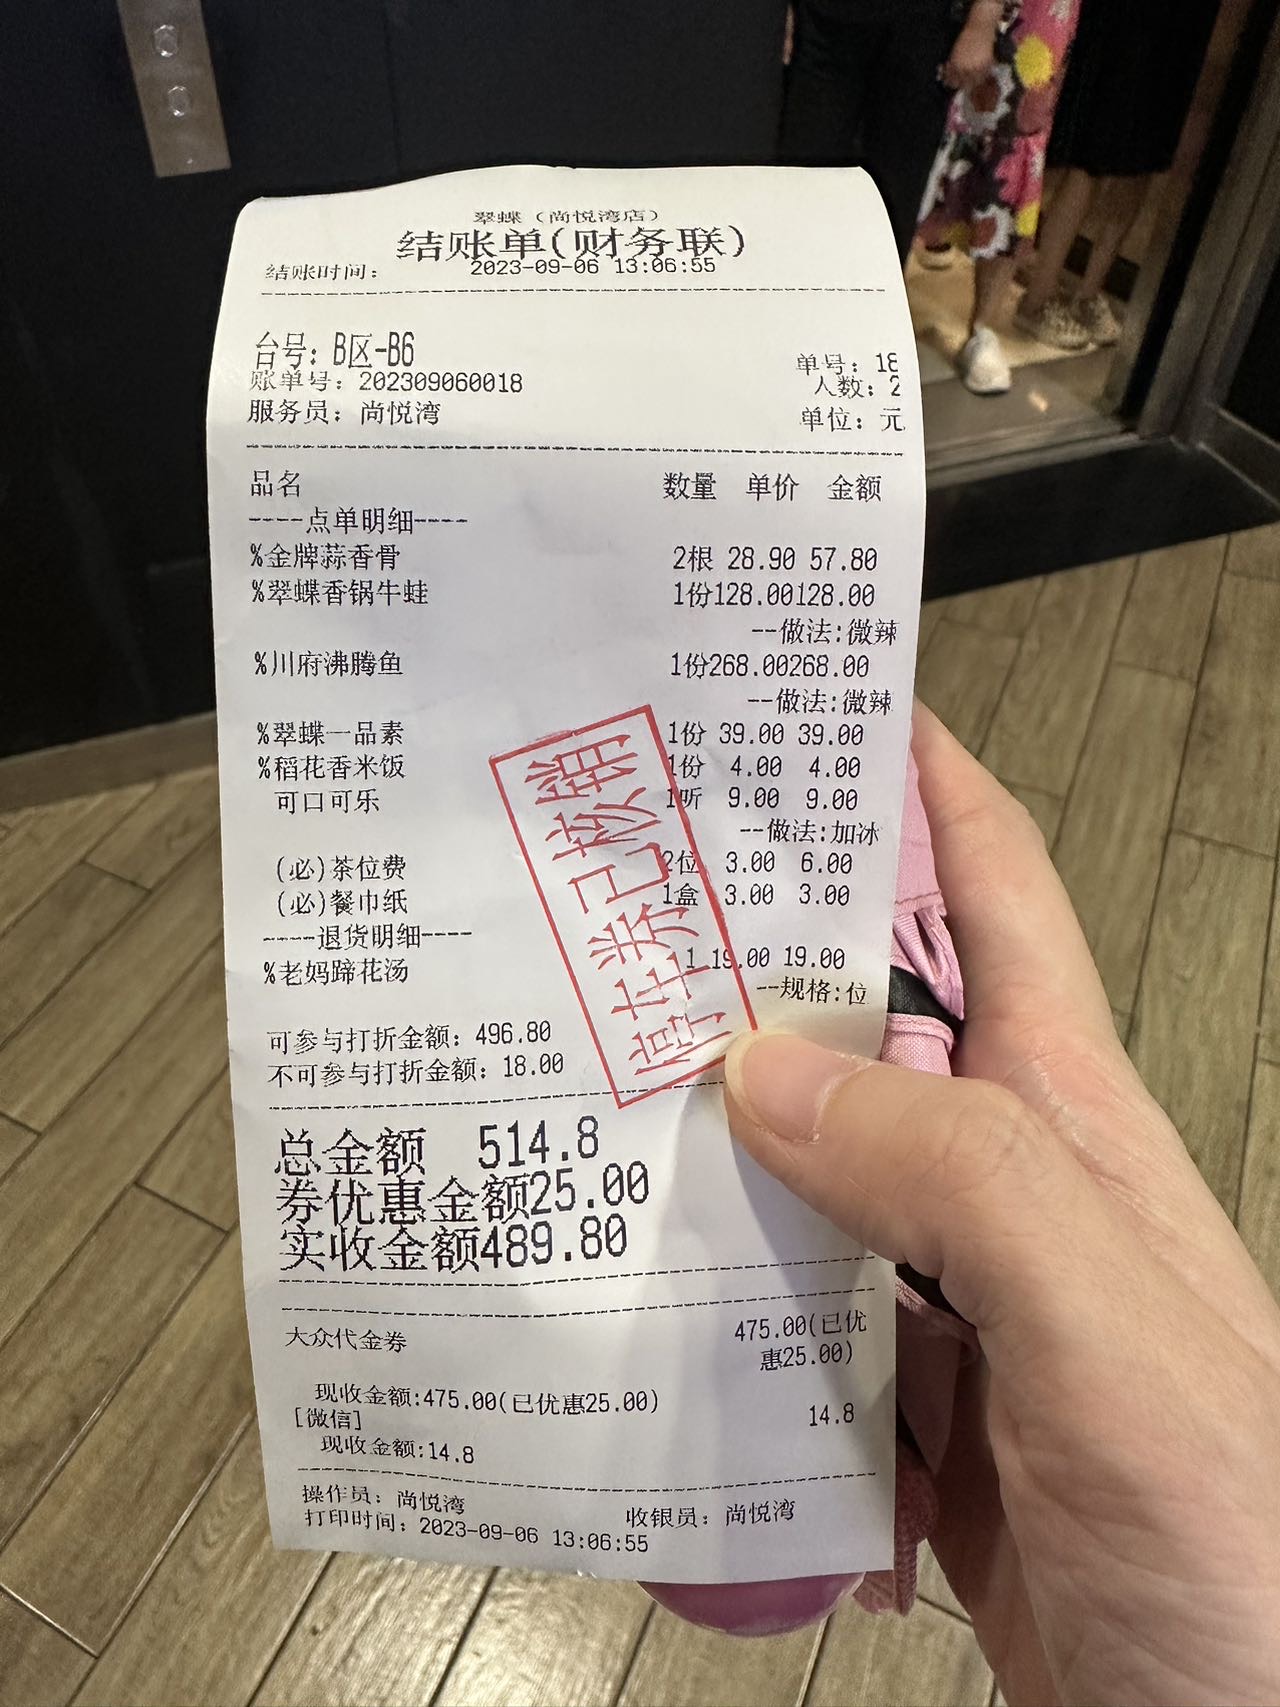 翠蝶（尚悦湾店）
结账单(财务联)
结账时间： 2023-09-06 13:06:55
台号：B区-B6
单号：18
账单号：202309060018
人数：2
服务员：尚悦湾
单位：元
品名 数量 单价 金额
----点单明细----
%金牌蒜香骨 2根 28.90 57.80
%翠蝶香锅牛蛙 1份128.00128.00
--做法:微辣
%川府沸腾鱼 1份268.00268.00
--做法:微辣
%翠蝶一品素 1份 39.00 39.00
%稻花香米饭 1份 4.00 4.00
可口可乐 1听 9.00 9.00
--做法:加冰
(必)茶位费 2位 3.00 6.00
(必)餐巾纸 1盒 3.00 3.00
----退货明细----
%老妈蹄花汤 1 19.00 19.00
--规格:位
停车券已核销
可参与打折金额：496.80
不可参与打折金额：18.00
总金额 514.8
券优惠金额25.00
实收金额489.80
大众代金券 475.00(已优
惠25.00)
现收金额:475.00(已优惠25.00)
[微信] 14.8
现收金额:14.8
操作员：尚悦湾 收银员：尚悦湾
打印时间：2023-09-06 13:06:55